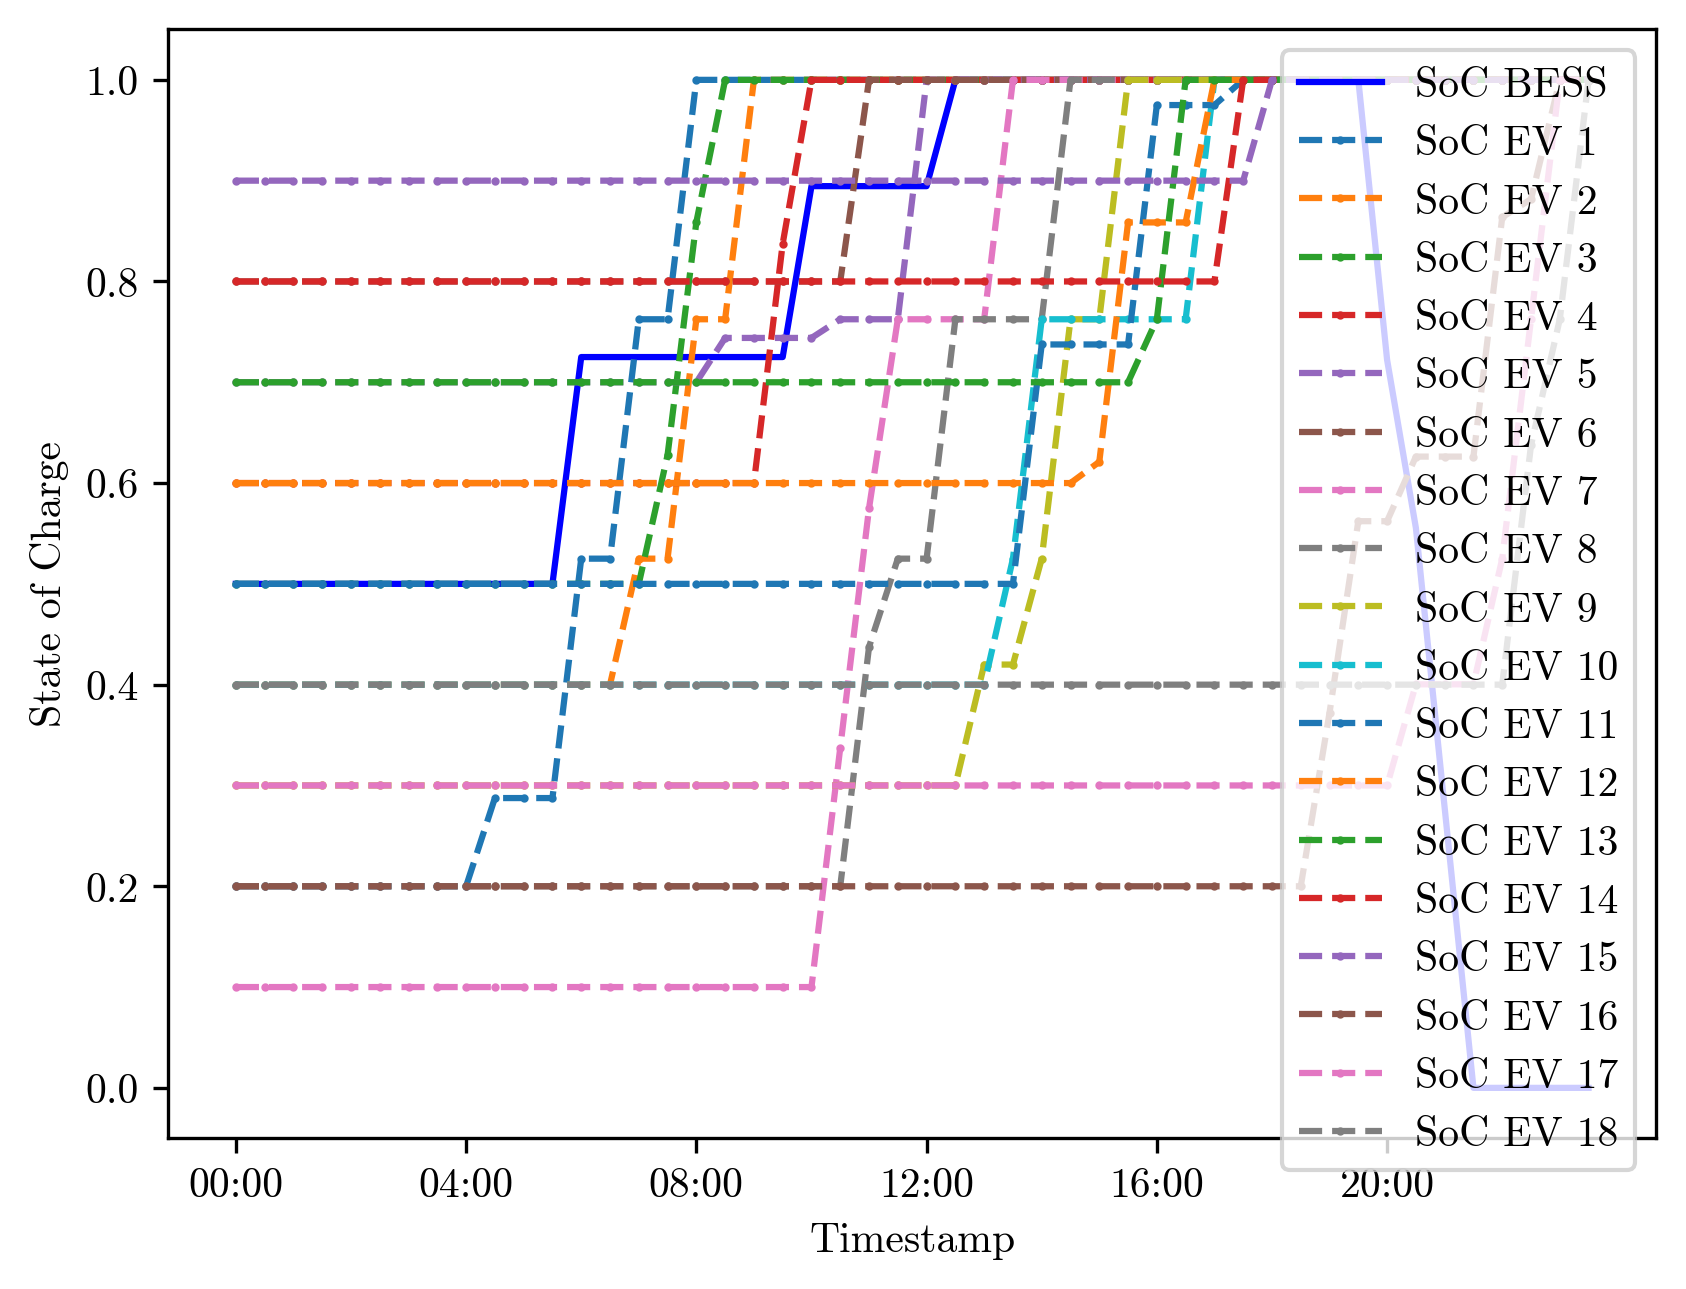 1.0
0.8
0.6
0.4
0.2
0.0
State of Charge
00:00
04:00
08:00
12:00
16:00
20:00
Timestamp
SoC BESS
SoC EV 1
SoC EV 2
SoC EV 3
SoC EV 4
SoC EV 5
SoC EV 6
SoC EV 7
SoC EV 8
SoC EV 9
SoC EV 10
SoC EV 11
SoC EV 12
SoC EV 13
SoC EV 14
SoC EV 15
SoC EV 16
SoC EV 17
SoC EV 18